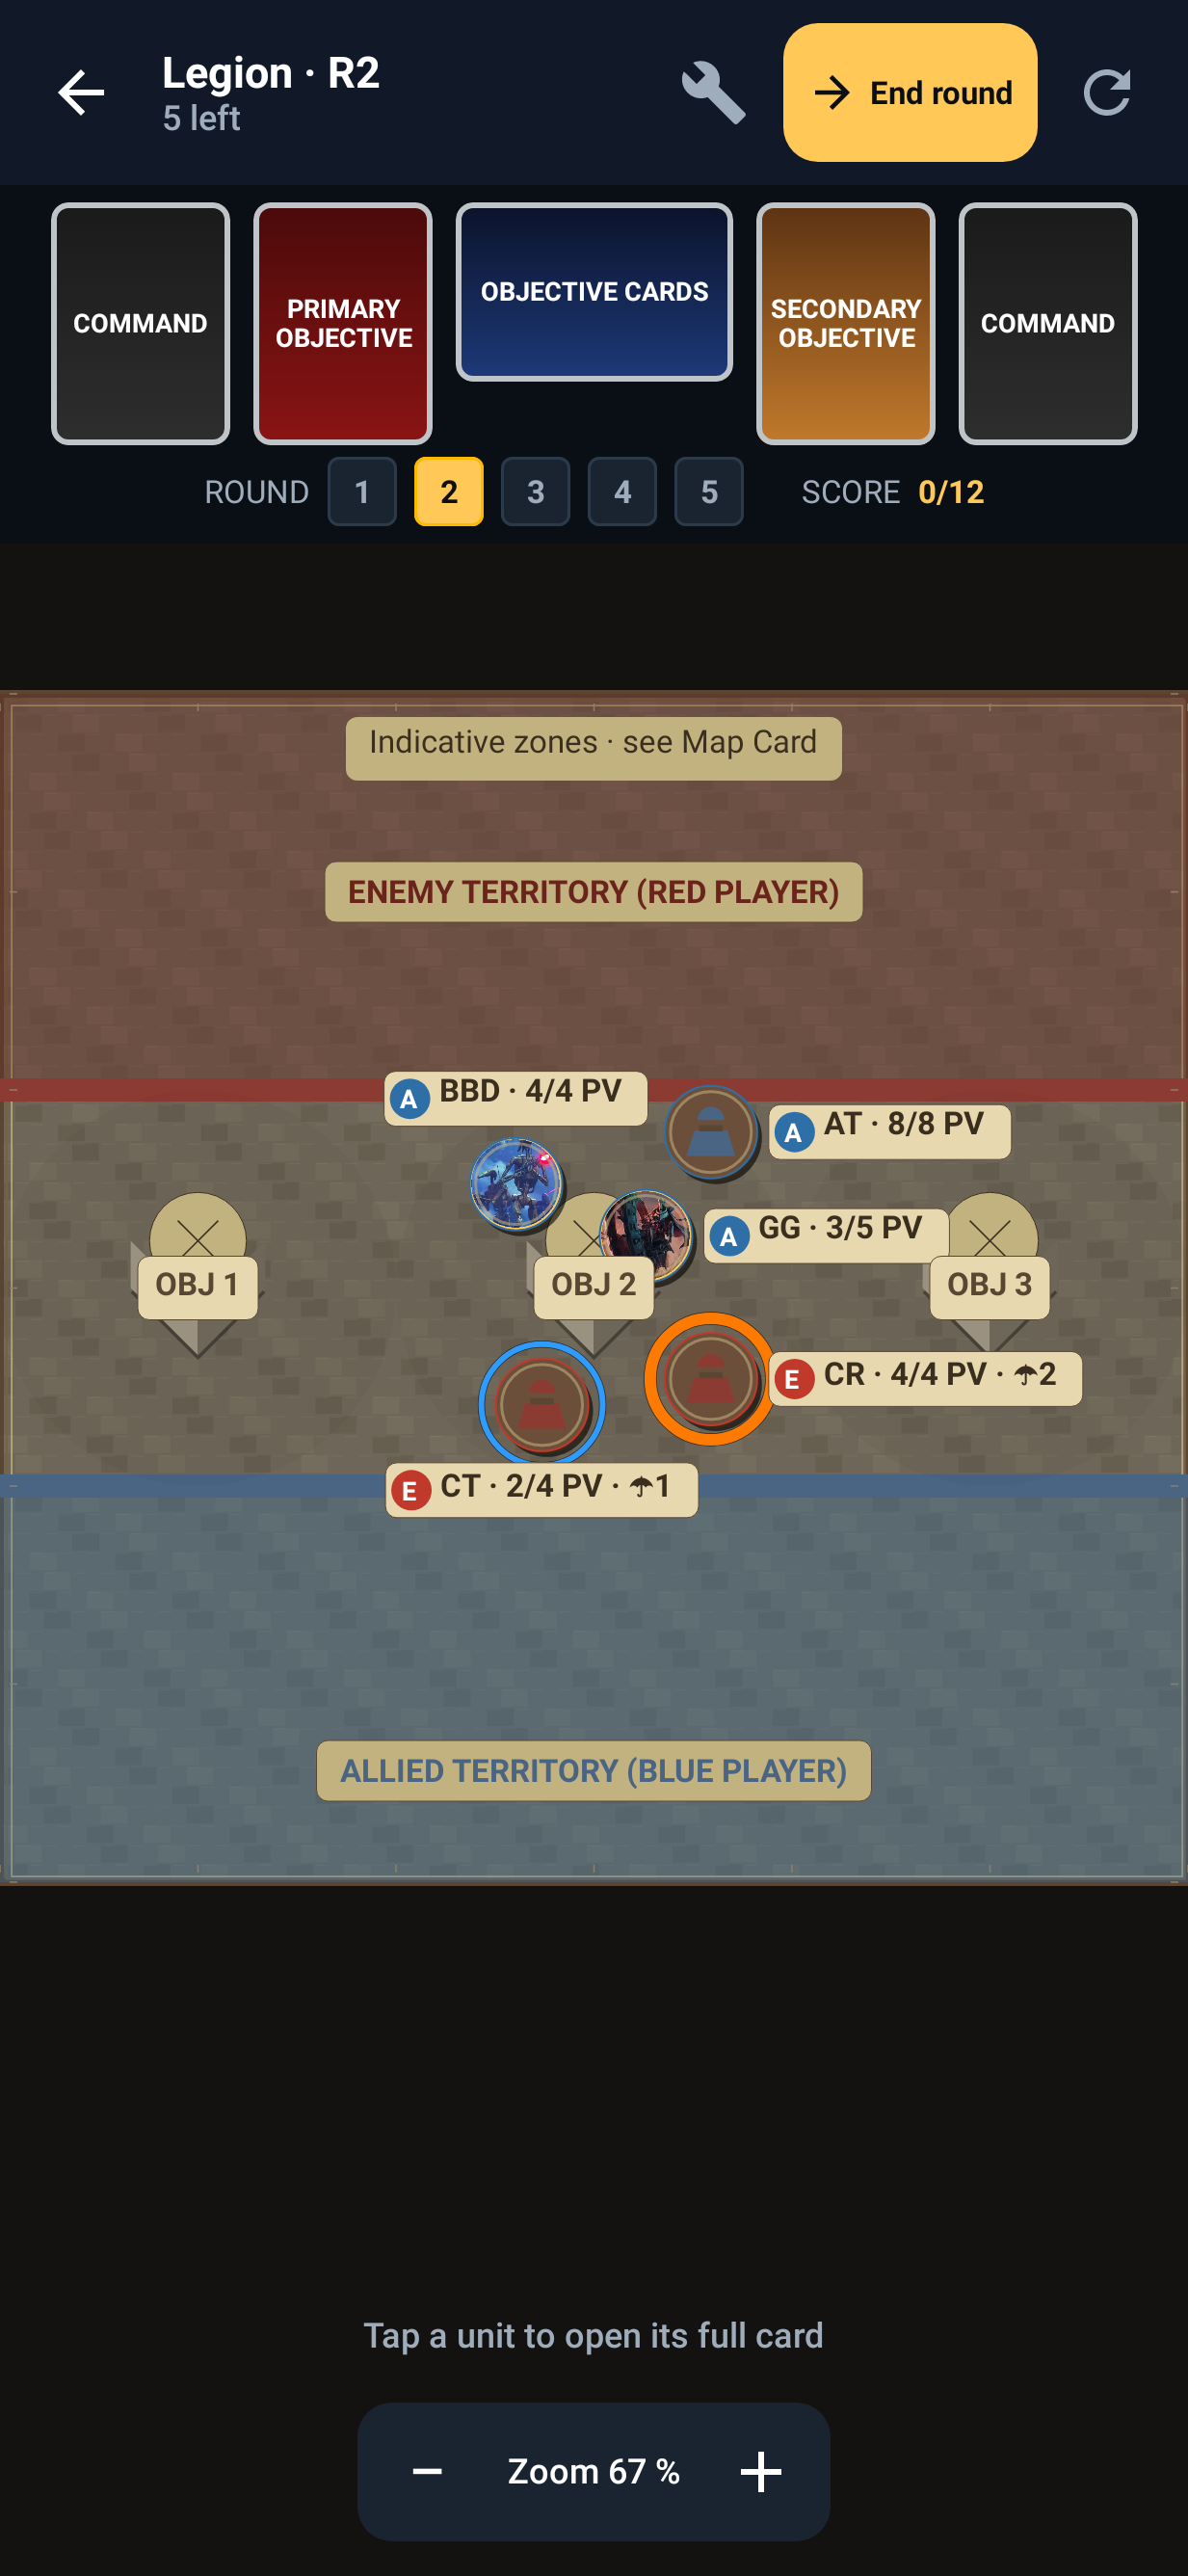 Legion · R2
5 left
End round
COMMAND
PRIMARY
OBJECTIVE
OBJECTIVE CARDS
SECONDARY
OBJECTIVE
COMMAND
ROUND 1 2 3 4 5 SCORE 0/12
Indicative zones · see Map Card
ENEMY TERRITORY (RED PLAYER)
A BBD · 4/4 PV
A AT · 8/8 PV
A GG · 3/5 PV
OBJ 1
OBJ 2
OBJ 3
E CR · 4/4 PV · ☂2
E CT · 2/4 PV · ☂1
ALLIED TERRITORY (BLUE PLAYER)
Tap a unit to open its full card
− Zoom 67 % +